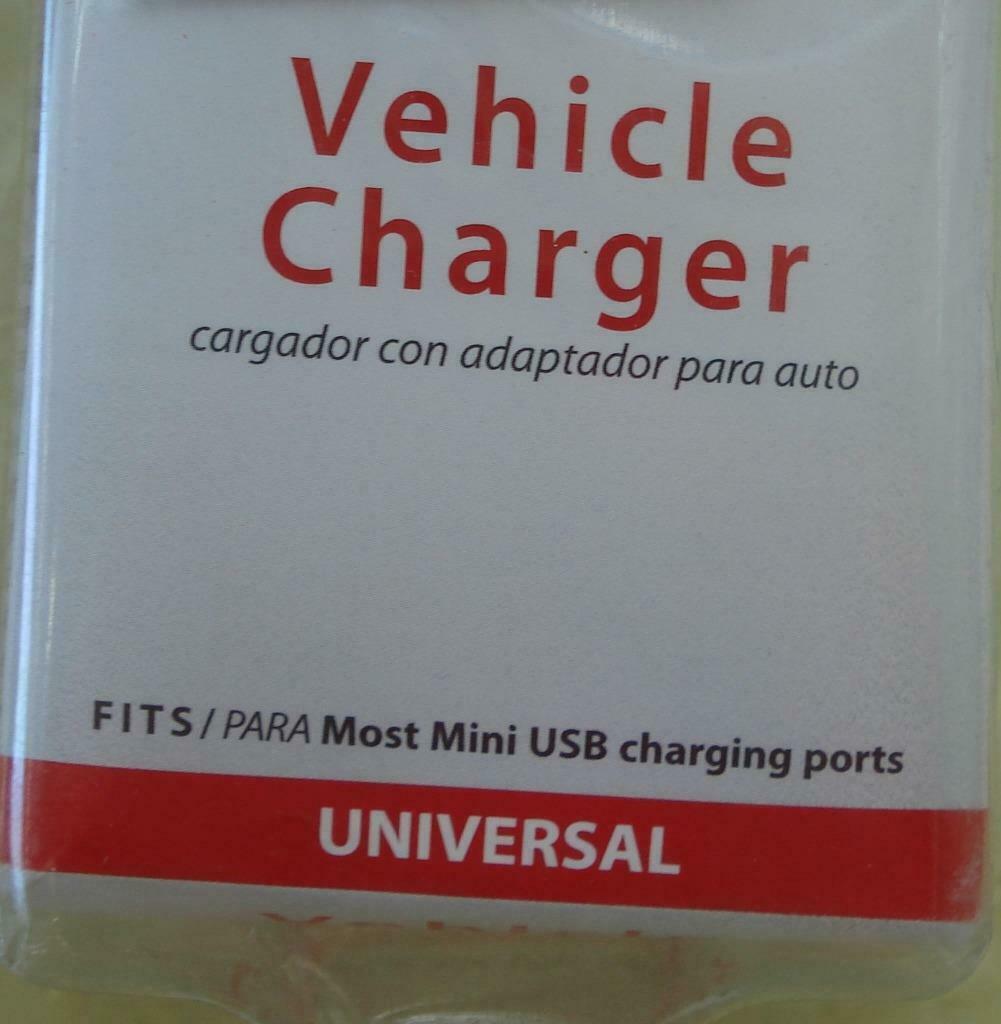 Vehicle
Charger
cargador con adaptador para auto
FITS / PARA Most Mini USB charging ports
UNIVERSAL